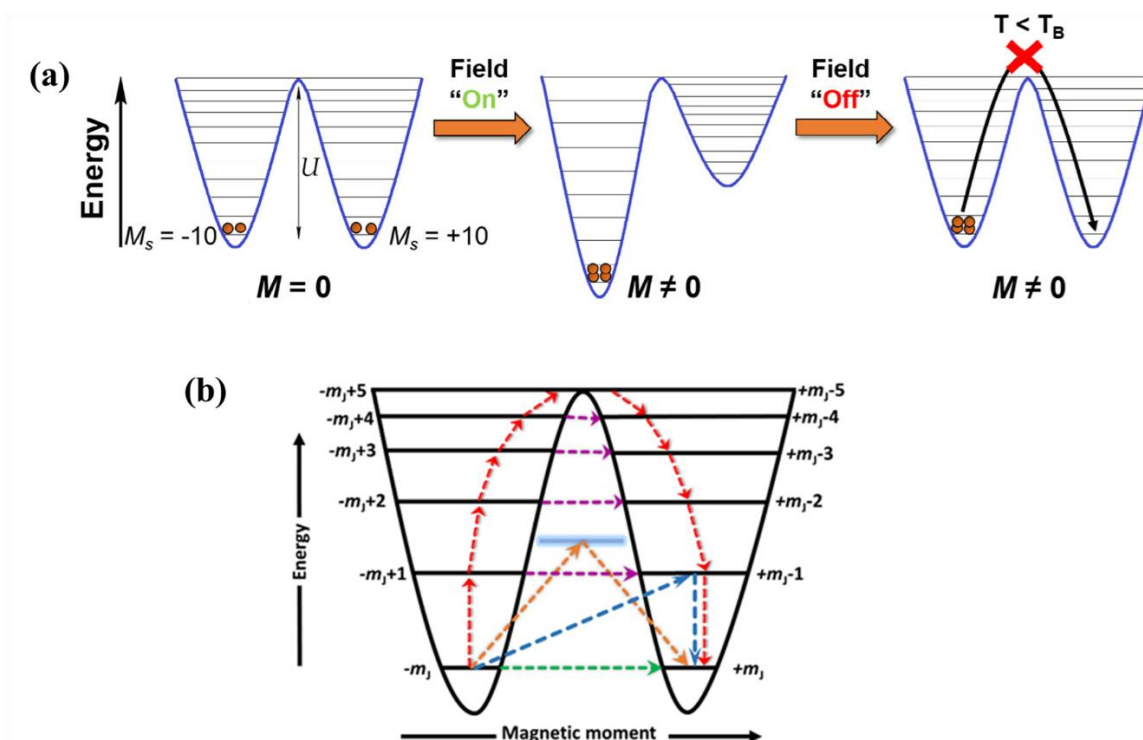 (a)
Energy
U
M_s = -10
M_s = +10
M = 0
Field
“On”
M ≠ 0
Field
“Off”
T < T_B
M ≠ 0
(b)
Energy
-m_J+5
-m_J+4
-m_J+3
-m_J+2
-m_J+1
-m_J
+m_J-5
+m_J-4
+m_J-3
+m_J-2
+m_J-1
+m_J
Magnetic moment